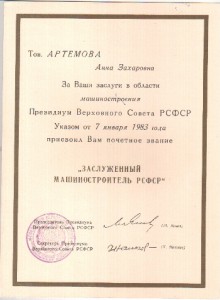 Тов. АРТЕМОВА
Анна Захаровна
За Ваши заслуги в области
машиностроения
Президиум Верховного Совета РСФСР
Указом от 7 января 1983 года
присвоил Вам почетное звание
"ЗАСЛУЖЕННЫЙ
МАШИНОСТРОИТЕЛЬ РСФСР"
Председатель Президиума
Верховного Совета РСФСР
Секретарь Президиума
Верховного Совета РСФСР